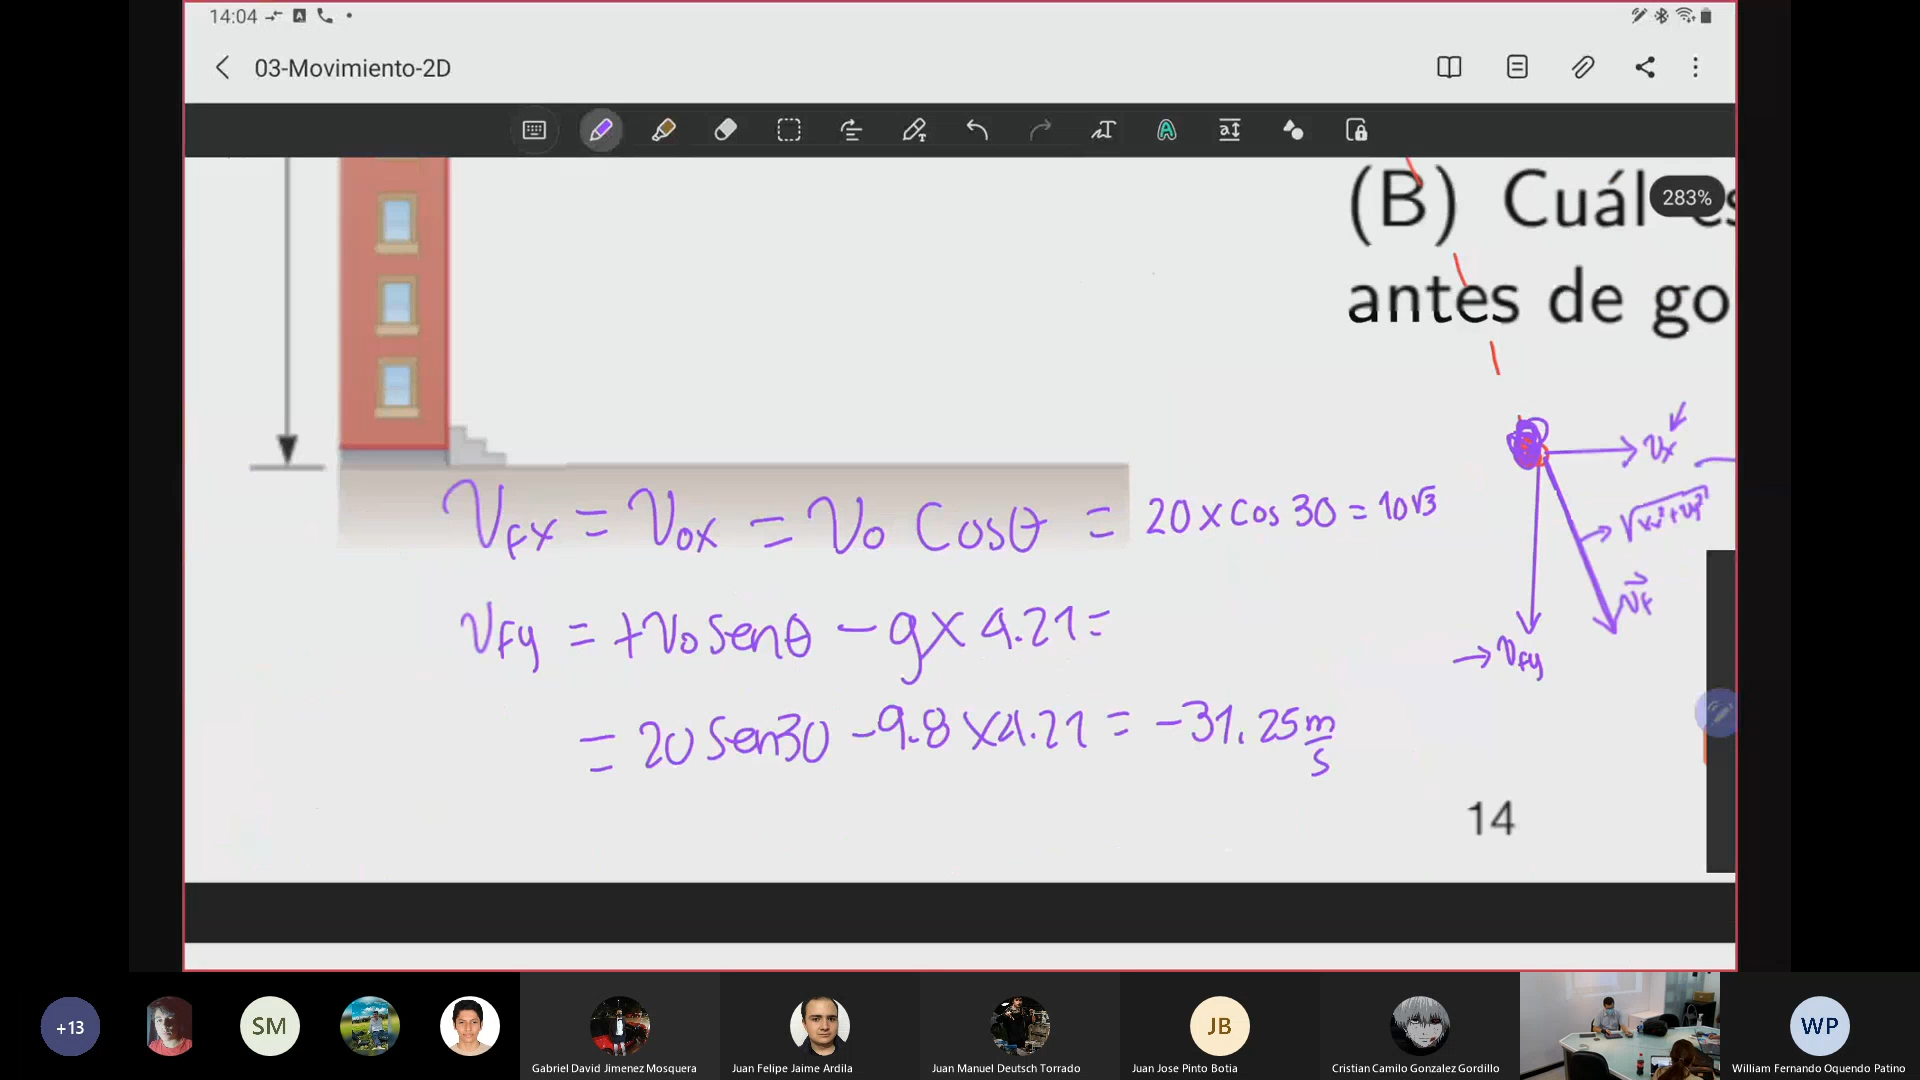 14:04
03-Movimiento-2D
(B) Cuál es
283%
antes de go
Vfx = Vox = Vo Cosθ = 20 x Cos 30 = 10√3
Vx
√Vx²+Vy²
Vf
Vfy = +Vo Senθ - g x 4.21 =
→ Vfy
= 20 Sen30 - 9.8 x 4.21 = -31.25 m/s
14
+13
SM
JB
WP
Gabriel David Jimenez Mosquera
Juan Felipe Jaime Ardila
Juan Manuel Deutsch Torrado
Juan Jose Pinto Botia
Cristian Camilo Gonzalez Gordillo
William Fernando Oquendo Patino